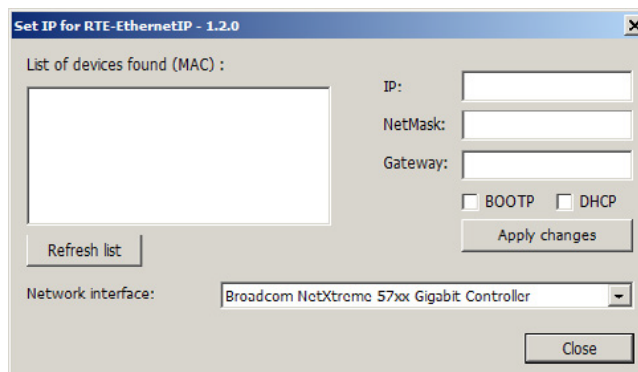 Set IP for RTE-EthernetIP - 1.2.0
List of devices found (MAC) :
IP:
NetMask:
Gateway:
BOOTP
DHCP
Refresh list
Apply changes
Network interface:
Broadcom NetXtreme 57xx Gigabit Controller
Close